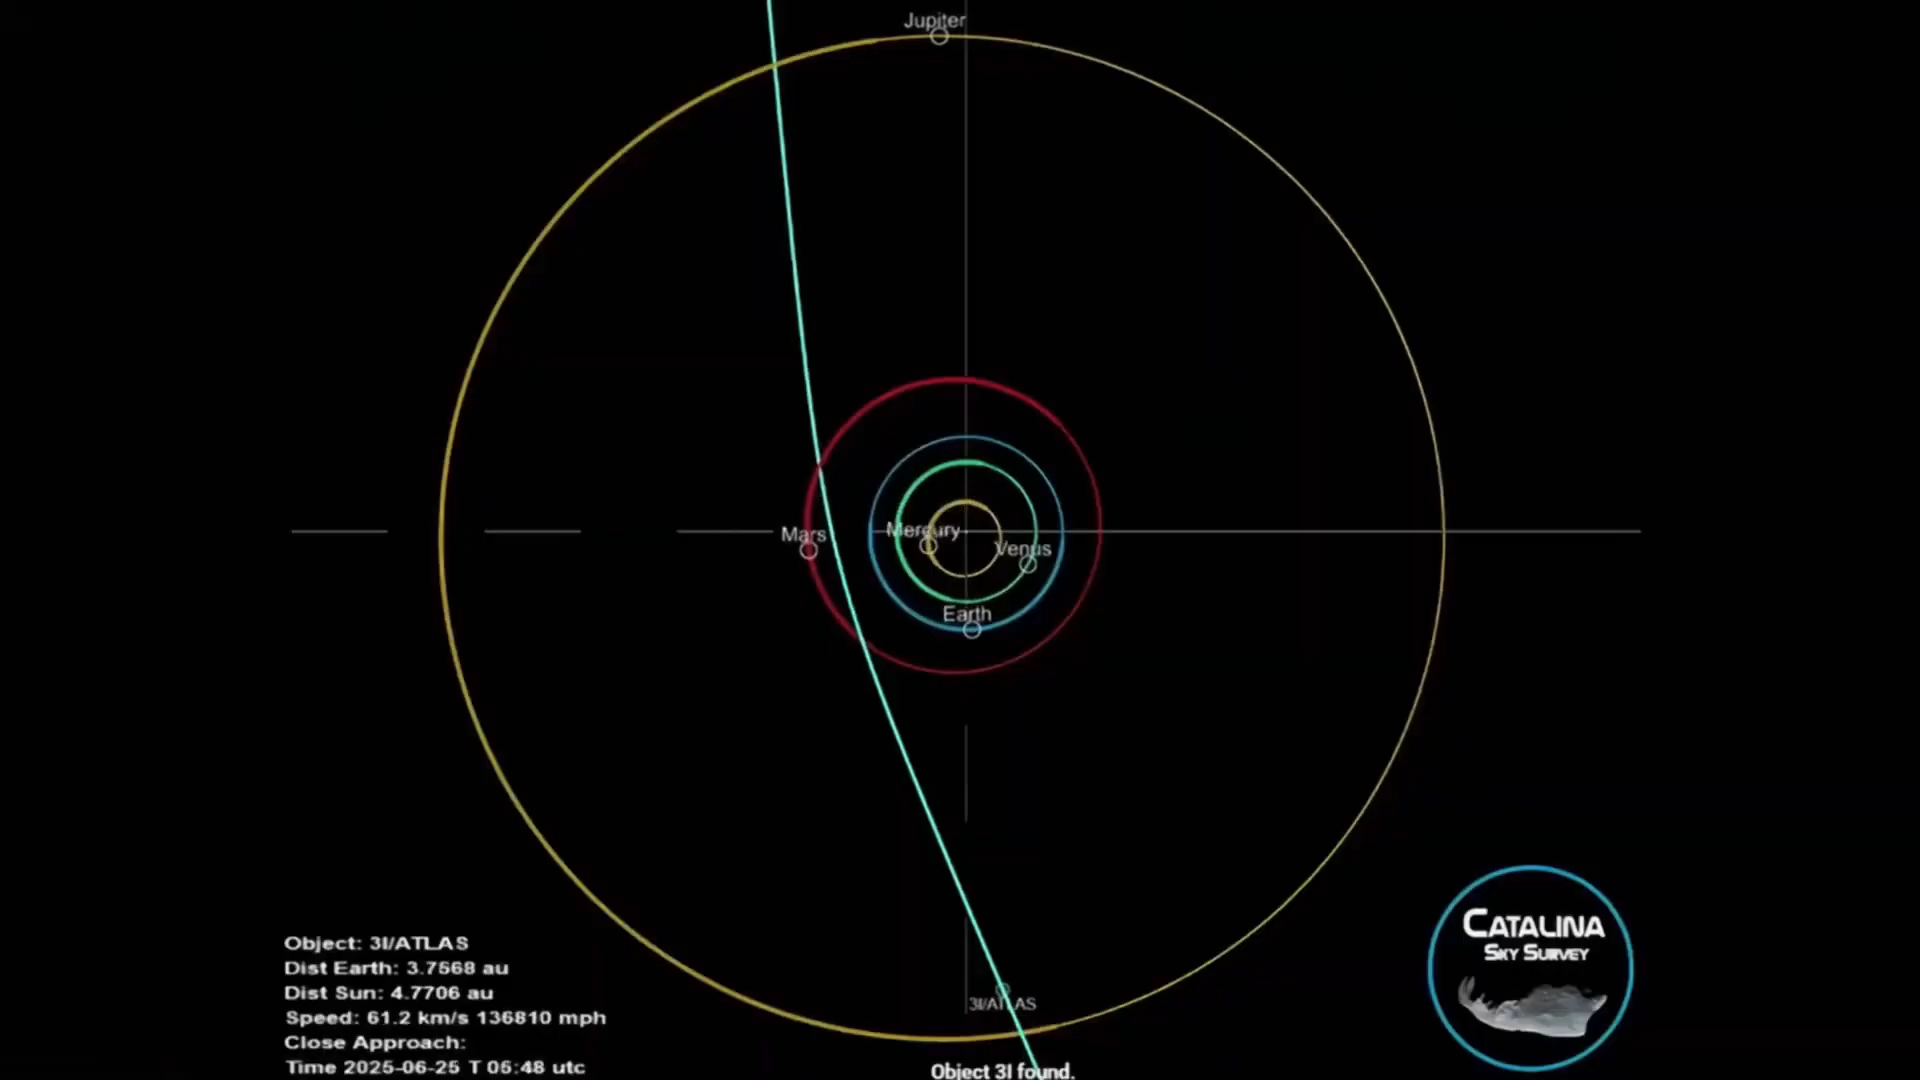 Jupiter
Mars
Mercury
Venus
Earth
3I/ATLAS
Object: 3I/ATLAS
Dist Earth: 3.7568 au
Dist Sun: 4.7706 au
Speed: 61.2 km/s 136810 mph
Close Approach:
Time 2025-06-25 T 05:48 utc
Object 3I found.
CATALINA
SKY SURVEY